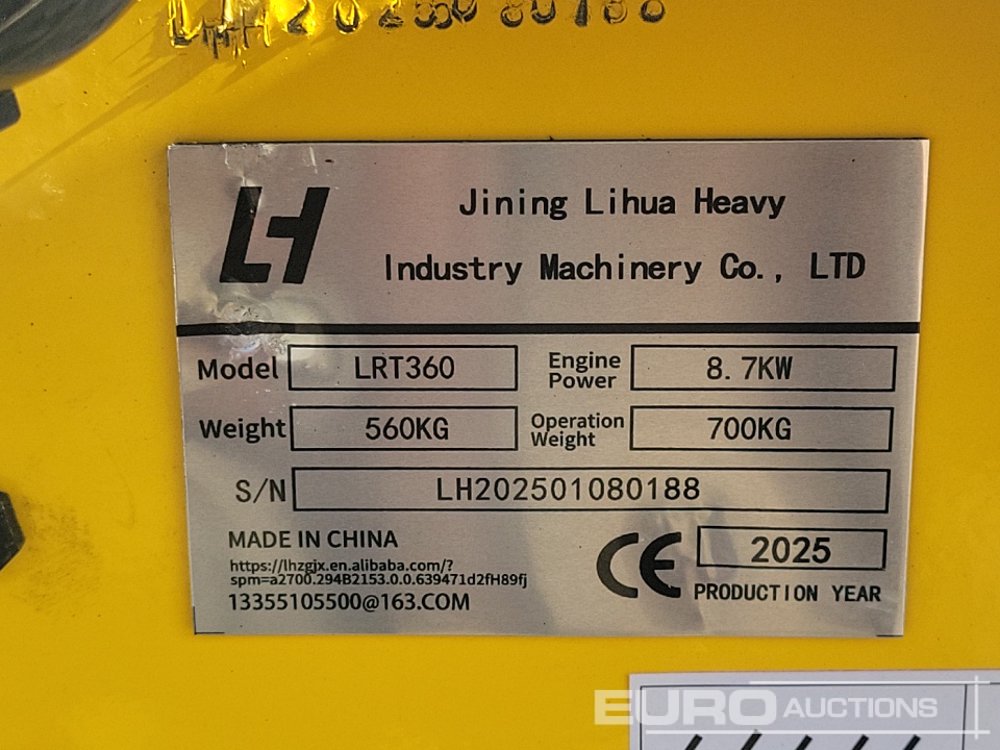 LH
Jining Lihua Heavy
Industry Machinery Co., LTD
Model LRT360 Engine Power 8.7KW
Weight 560KG Operation Weight 700KG
S/N LH202501080188
MADE IN CHINA
https://lhzgjx.en.alibaba.com/?
spm=a2700.294B2153.0.0.639471d2fH89fj
13355105500@163.COM
CE 2025
PRODUCTION YEAR
EURO AUCTIONS